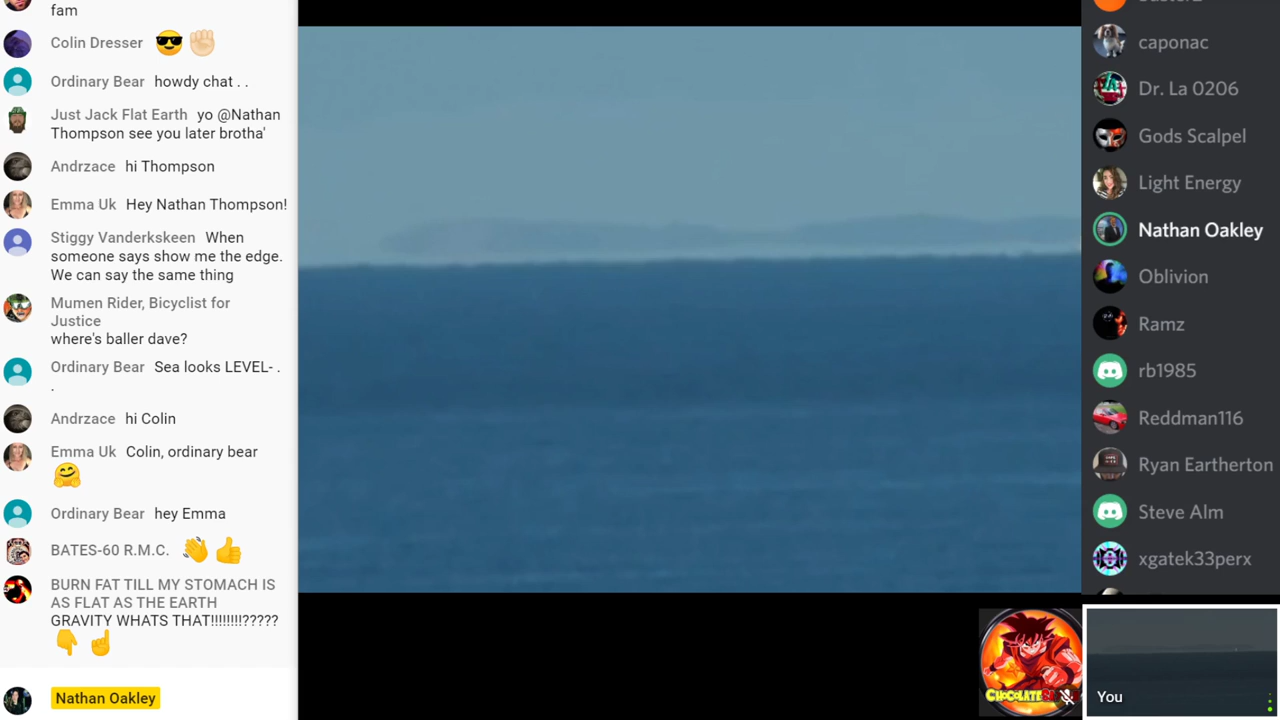 fam
Colin Dresser
Ordinary Bear howdy chat . .
Just Jack Flat Earth yo @Nathan
Thompson see you later brotha'
Andrzace hi Thompson
Emma Uk Hey Nathan Thompson!
Stiggy Vanderkskeen When
someone says show me the edge.
We can say the same thing
Mumen Rider, Bicyclist for
Justice
where's baller dave?
Ordinary Bear Sea looks LEVEL- .
.
Andrzace hi Colin
Emma Uk Colin, ordinary bear
Ordinary Bear hey Emma
BATES-60 R.M.C.
BURN FAT TILL MY STOMACH IS
AS FLAT AS THE EARTH
GRAVITY WHATS THAT!!!!!!!!?????
Nathan Oakley
caponac
Dr. La 0206
Gods Scalpel
Light Energy
Nathan Oakley
Oblivion
Ramz
rb1985
Reddman116
Ryan Eartherton
Steve Alm
xgatek33perx
You